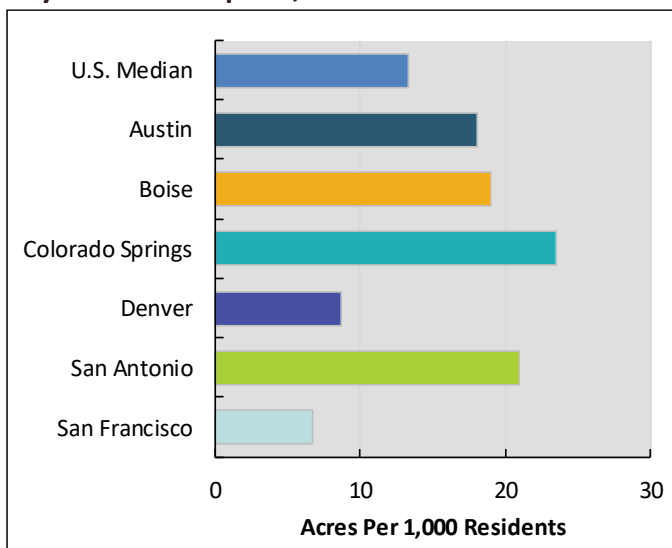 U.S. Median
Austin
Boise
Colorado Springs
Denver
San Antonio
San Francisco
0 10 20 30
Acres Per 1,000 Residents